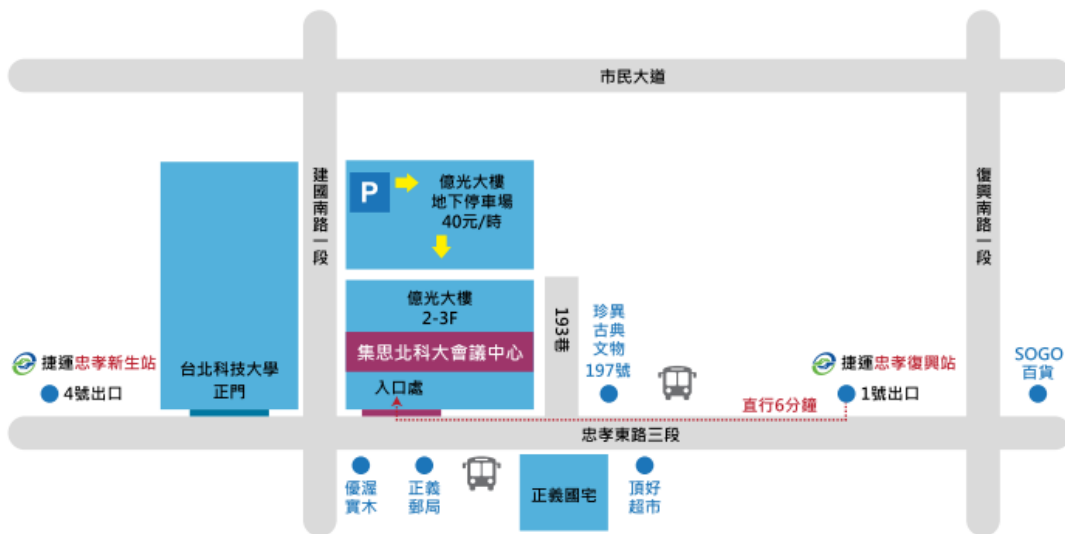 市民大道
建國南路一段
復興南路一段
P
億光大樓
地下停車場
40元/時
億光大樓
2-3F
集思北科大會議中心
入口處
193巷
珍異
古典
文物
197號
捷運忠孝新生站
4號出口
台北科技大學
正門
捷運忠孝復興站
1號出口
SOGO
百貨
直行6分鐘
忠孝東路三段
優渥
實木
正義
郵局
正義國宅
頂好
超市